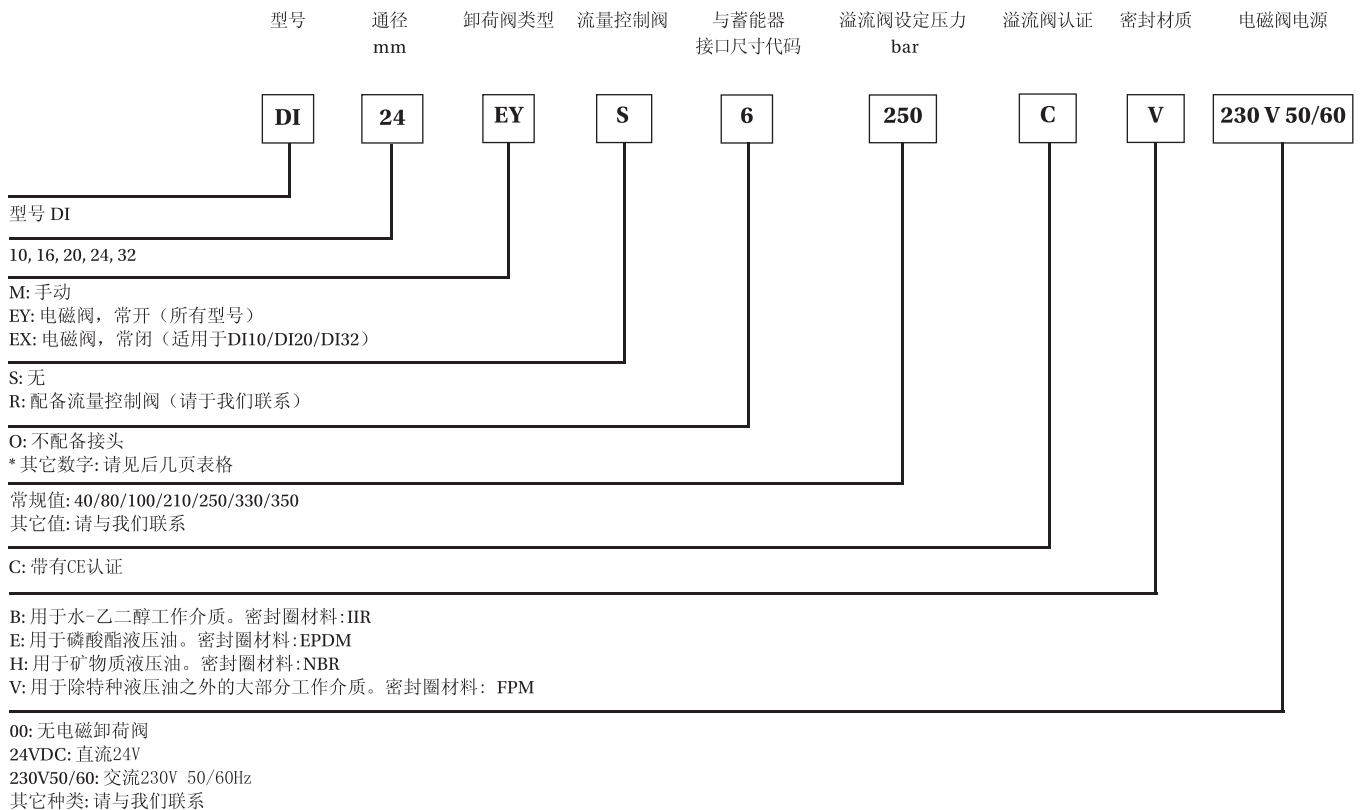 型号 通径 卸荷阀类型 流量控制阀 与蓄能器 溢流阀设定压力 溢流阀认证 密封材质 电磁阀电源
mm 接口尺寸代码 bar
DI 24 EY S 6 250 C V 230 V 50/60
型号 DI
10, 16, 20, 24, 32
M: 手动
EY: 电磁阀，常开（所有型号）
EX: 电磁阀，常闭（适用于DI10/DI20/DI32）
S: 无
R: 配备流量控制阀（请于我们联系）
O: 不配备接头
* 其它数字: 请见后几页表格
常规值: 40/80/100/210/250/330/350
其它值: 请与我们联系
C: 带有CE认证
B: 用于水-乙二醇工作介质。密封圈材料:IIR
E: 用于磷酸酯液压油。密封圈材料:EPDM
H: 用于矿物质液压油。密封圈材料:NBR
V: 用于除特种液压油之外的大部分工作介质。密封圈材料: FPM
00: 无电磁卸荷阀
24VDC: 直流24V
230V50/60: 交流230V 50/60Hz
其它种类: 请与我们联系